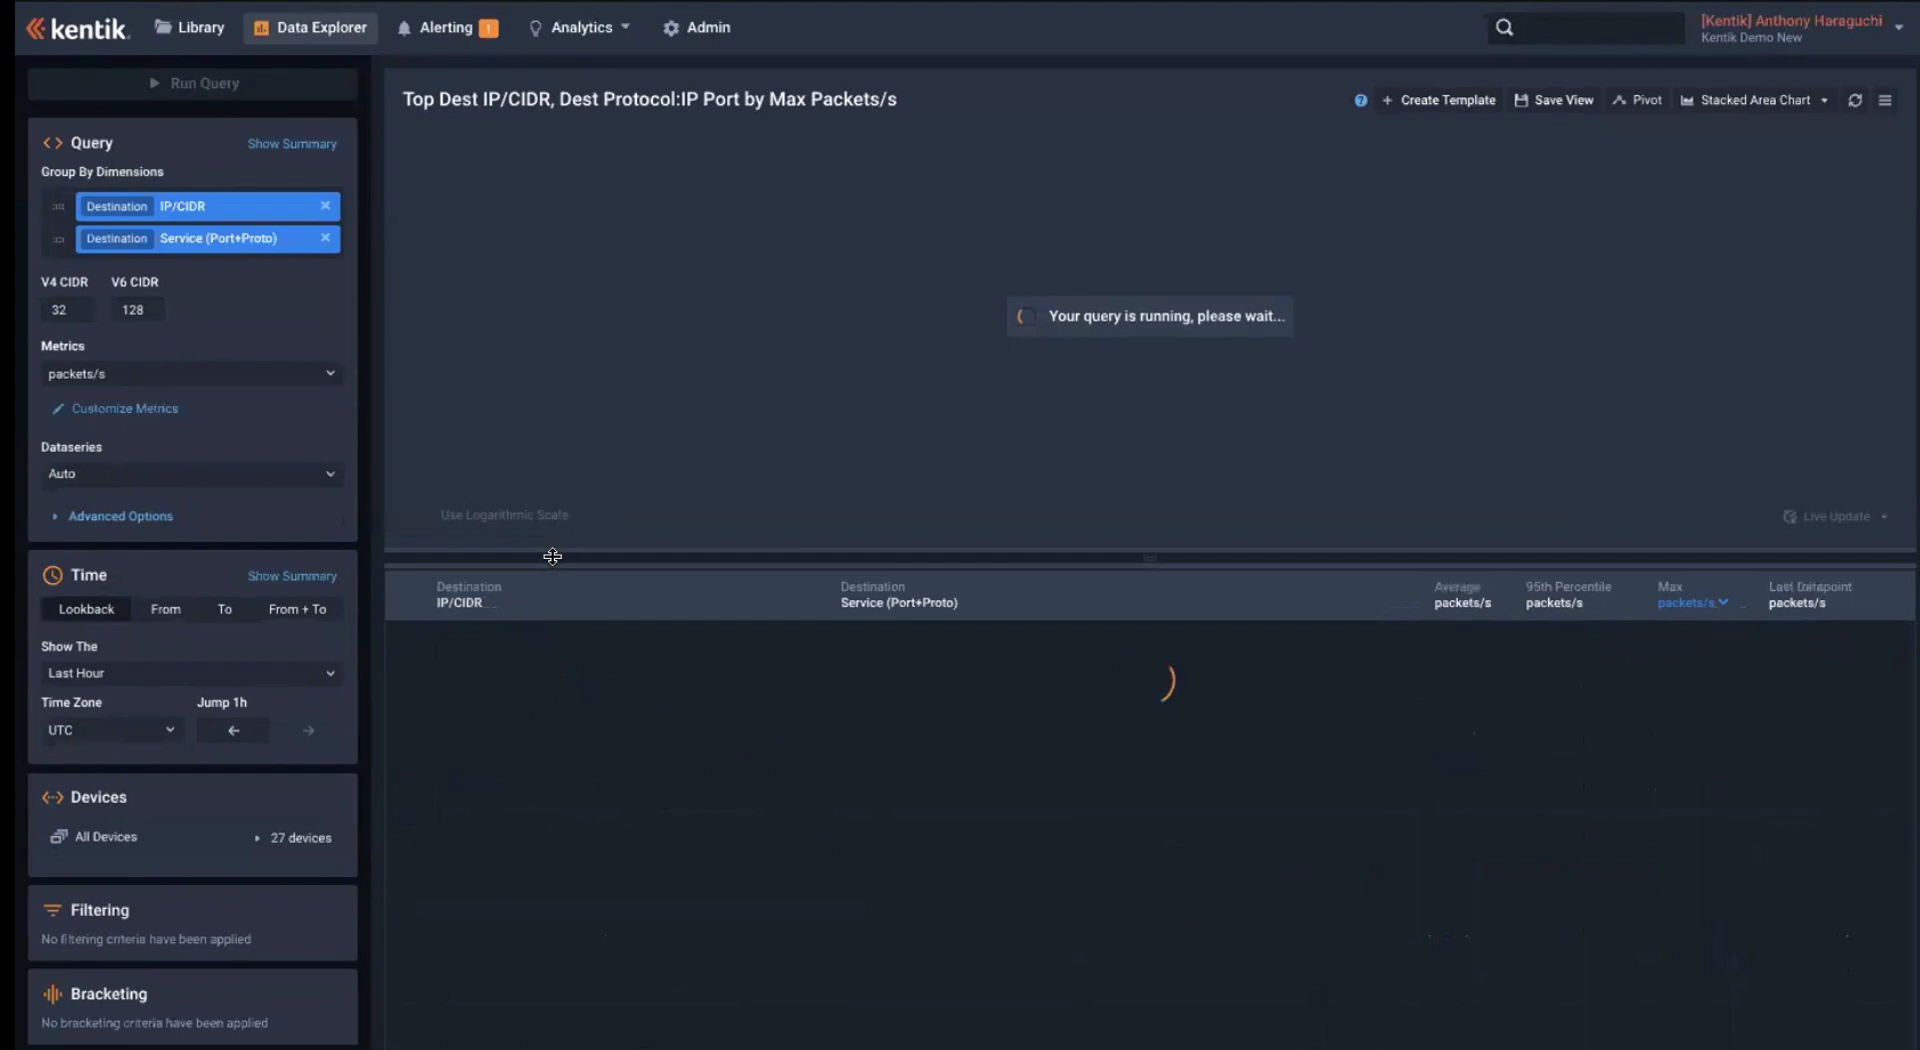 kentik.
Library
Data Explorer
Alerting
1
Analytics
Admin
[Kentik] Anthony Haraguchi
Kentik Demo New
Run Query
Top Dest IP/CIDR, Dest Protocol:IP Port by Max Packets/s
?
+ Create Template
Save View
Pivot
Stacked Area Chart
Query
Show Summary
Group By Dimensions
Destination IP/CIDR
Destination Service (Port+Proto)
V4 CIDR
V6 CIDR
32
128
Metrics
packets/s
Customize Metrics
Dataseries
Auto
Advanced Options
Your query is running, please wait...
Use Logarithmic Scale
Live Update
Time
Show Summary
Lookback
From
To
From + To
Show The
Last Hour
Time Zone
Jump 1h
UTC
Devices
All Devices
27 devices
Filtering
No filtering criteria have been applied
Bracketing
No bracketing criteria have been applied
Destination
IP/CIDR
Destination
Service (Port+Proto)
Average
packets/s
95th Percentile
packets/s
Max
packets/s
Last Datapoint
packets/s